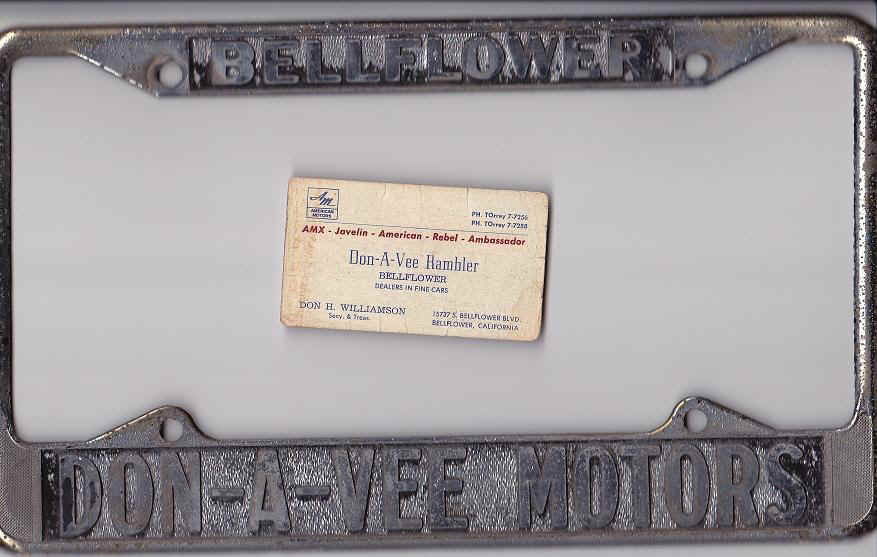 BELLFLOWER
AM
AMERICAN
MOTORS
PH. TOrrey 7-7256
PH. TOrrey 7-7258
AMX - Javelin - American - Rebel - Ambassador
Don-A-Vee Rambler
BELLFLOWER
DEALERS IN FINE CARS
DON H. WILLIAMSON
Secy. & Treas.
15737 S. BELLFLOWER BLVD.
BELLFLOWER, CALIFORNIA
DON-A-VEE MOTORS